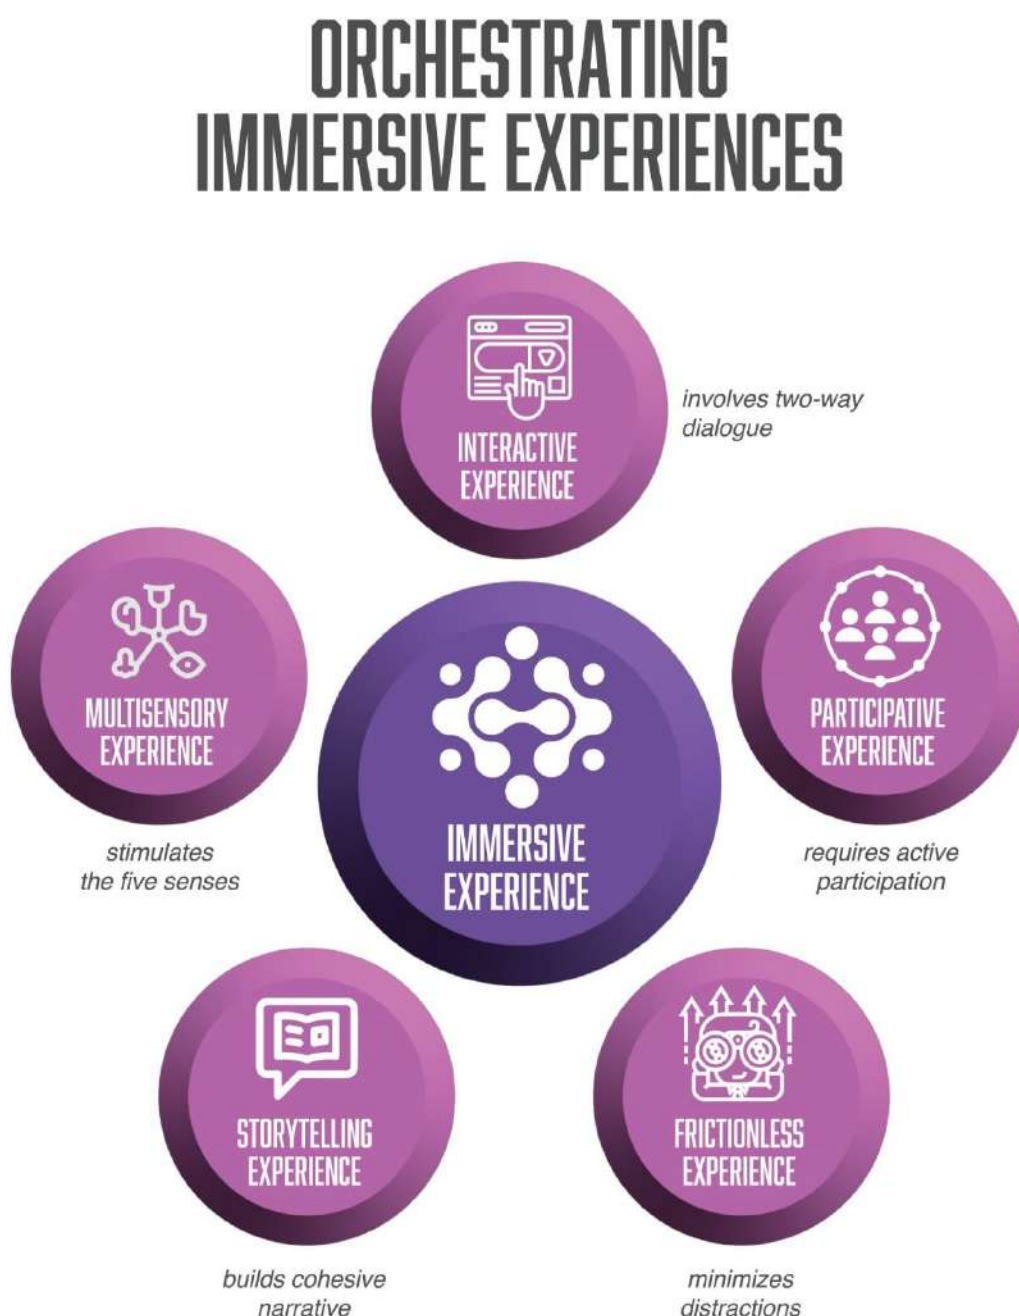 ORCHESTRATING
IMMERSIVE EXPERIENCES
INTERACTIVE
EXPERIENCE
involves two-way
dialogue
MULTISENSORY
EXPERIENCE
stimulates
the five senses
PARTICIPATIVE
EXPERIENCE
requires active
participation
IMMERSIVE
EXPERIENCE
STORYTELLING
EXPERIENCE
builds cohesive
narrative
FRICTIONLESS
EXPERIENCE
minimizes
distractions